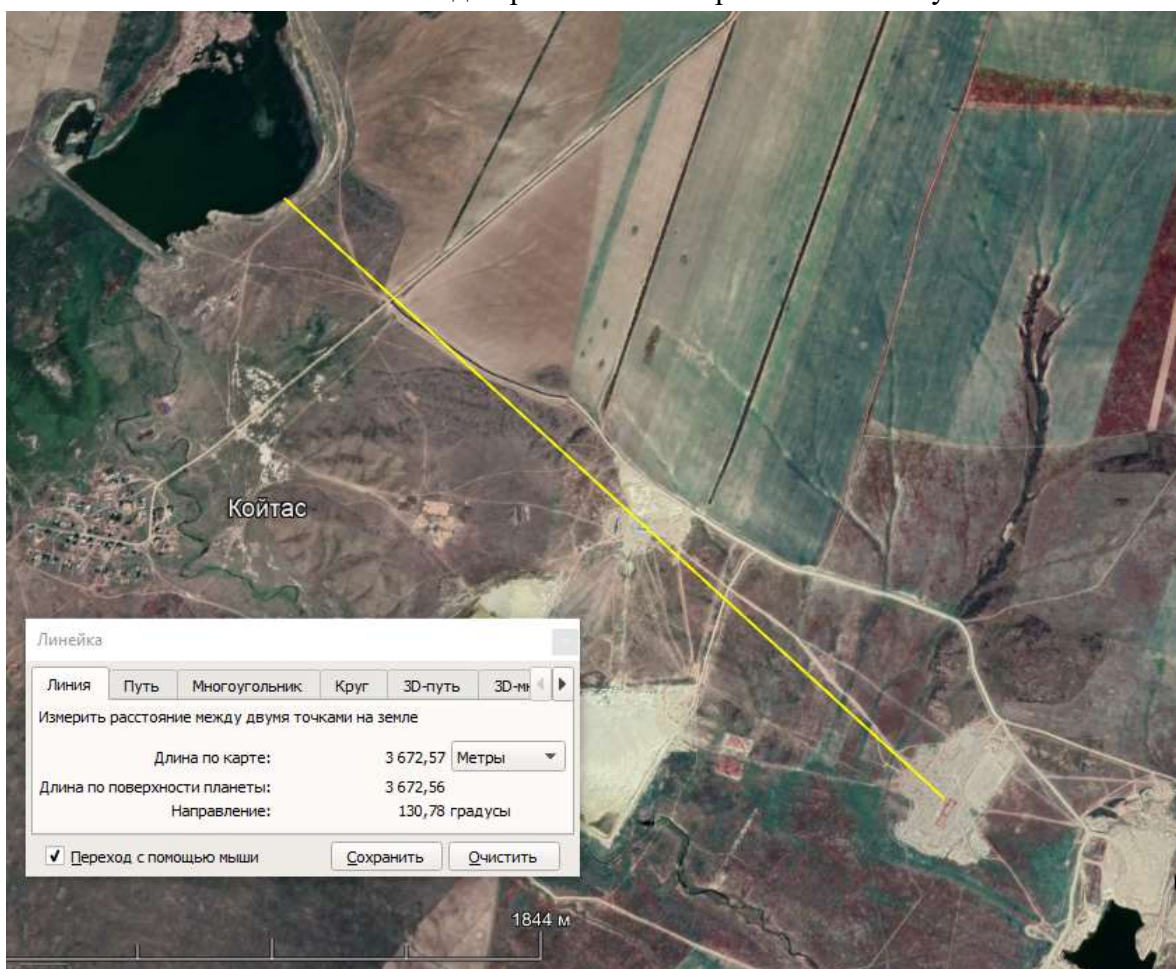 Койтас
Линейка
Линия Путь Многоугольник Круг 3D-путь
Измерить расстояние между двумя точками на земле
Длина по карте: 3 672,57 Метры
Длина по поверхности планеты: 3 672,56
Направление: 130,78 градусы
Переход с помощью мыши Сохранить Очистить
1844 м